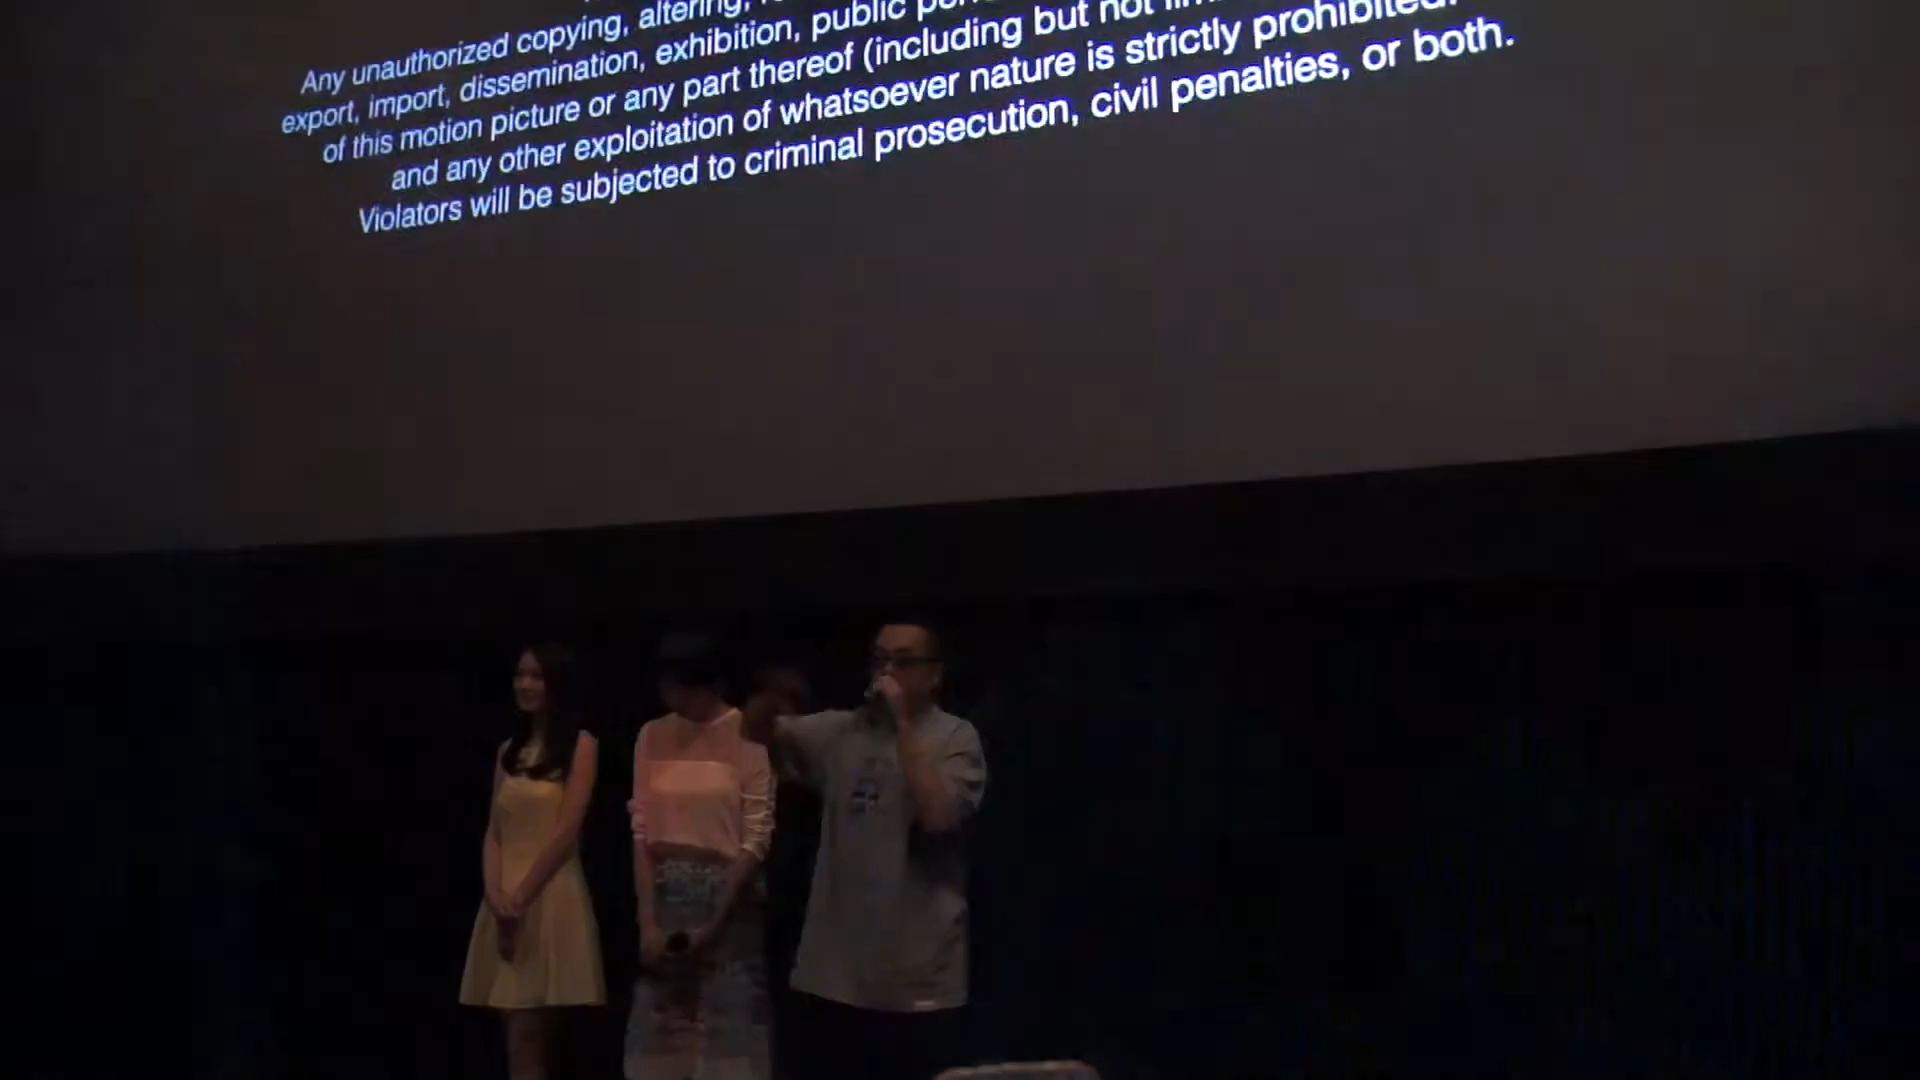 Any unauthorized copying, altering,
export, import, dissemination, exhibition, public
of this motion picture or any part thereof (including but not
and any other exploitation of whatsoever nature is strictly prohibited.
Violators will be subjected to criminal prosecution, civil penalties, or both.